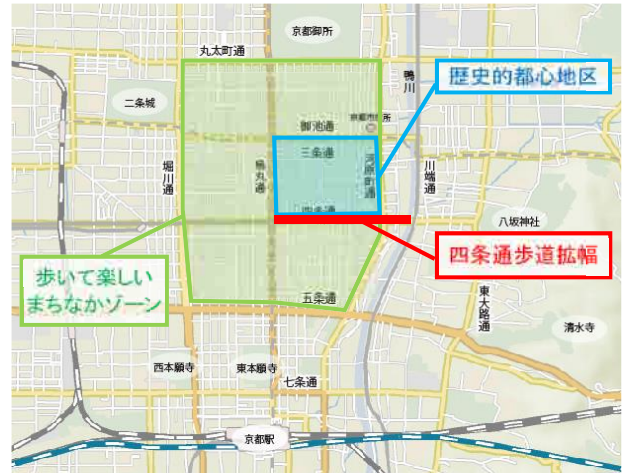 京都御所
丸太町通
鴨川
歴史的都心地区
二条城
京都市役所
御池通
三条通
堀川通
烏丸通
河原町通
川端通
四条通
八坂神社
四条通歩道拡幅
歩いて楽しい
まちなかゾーン
五条通
東大路通
清水寺
西本願寺
東本願寺
七条通
京都駅